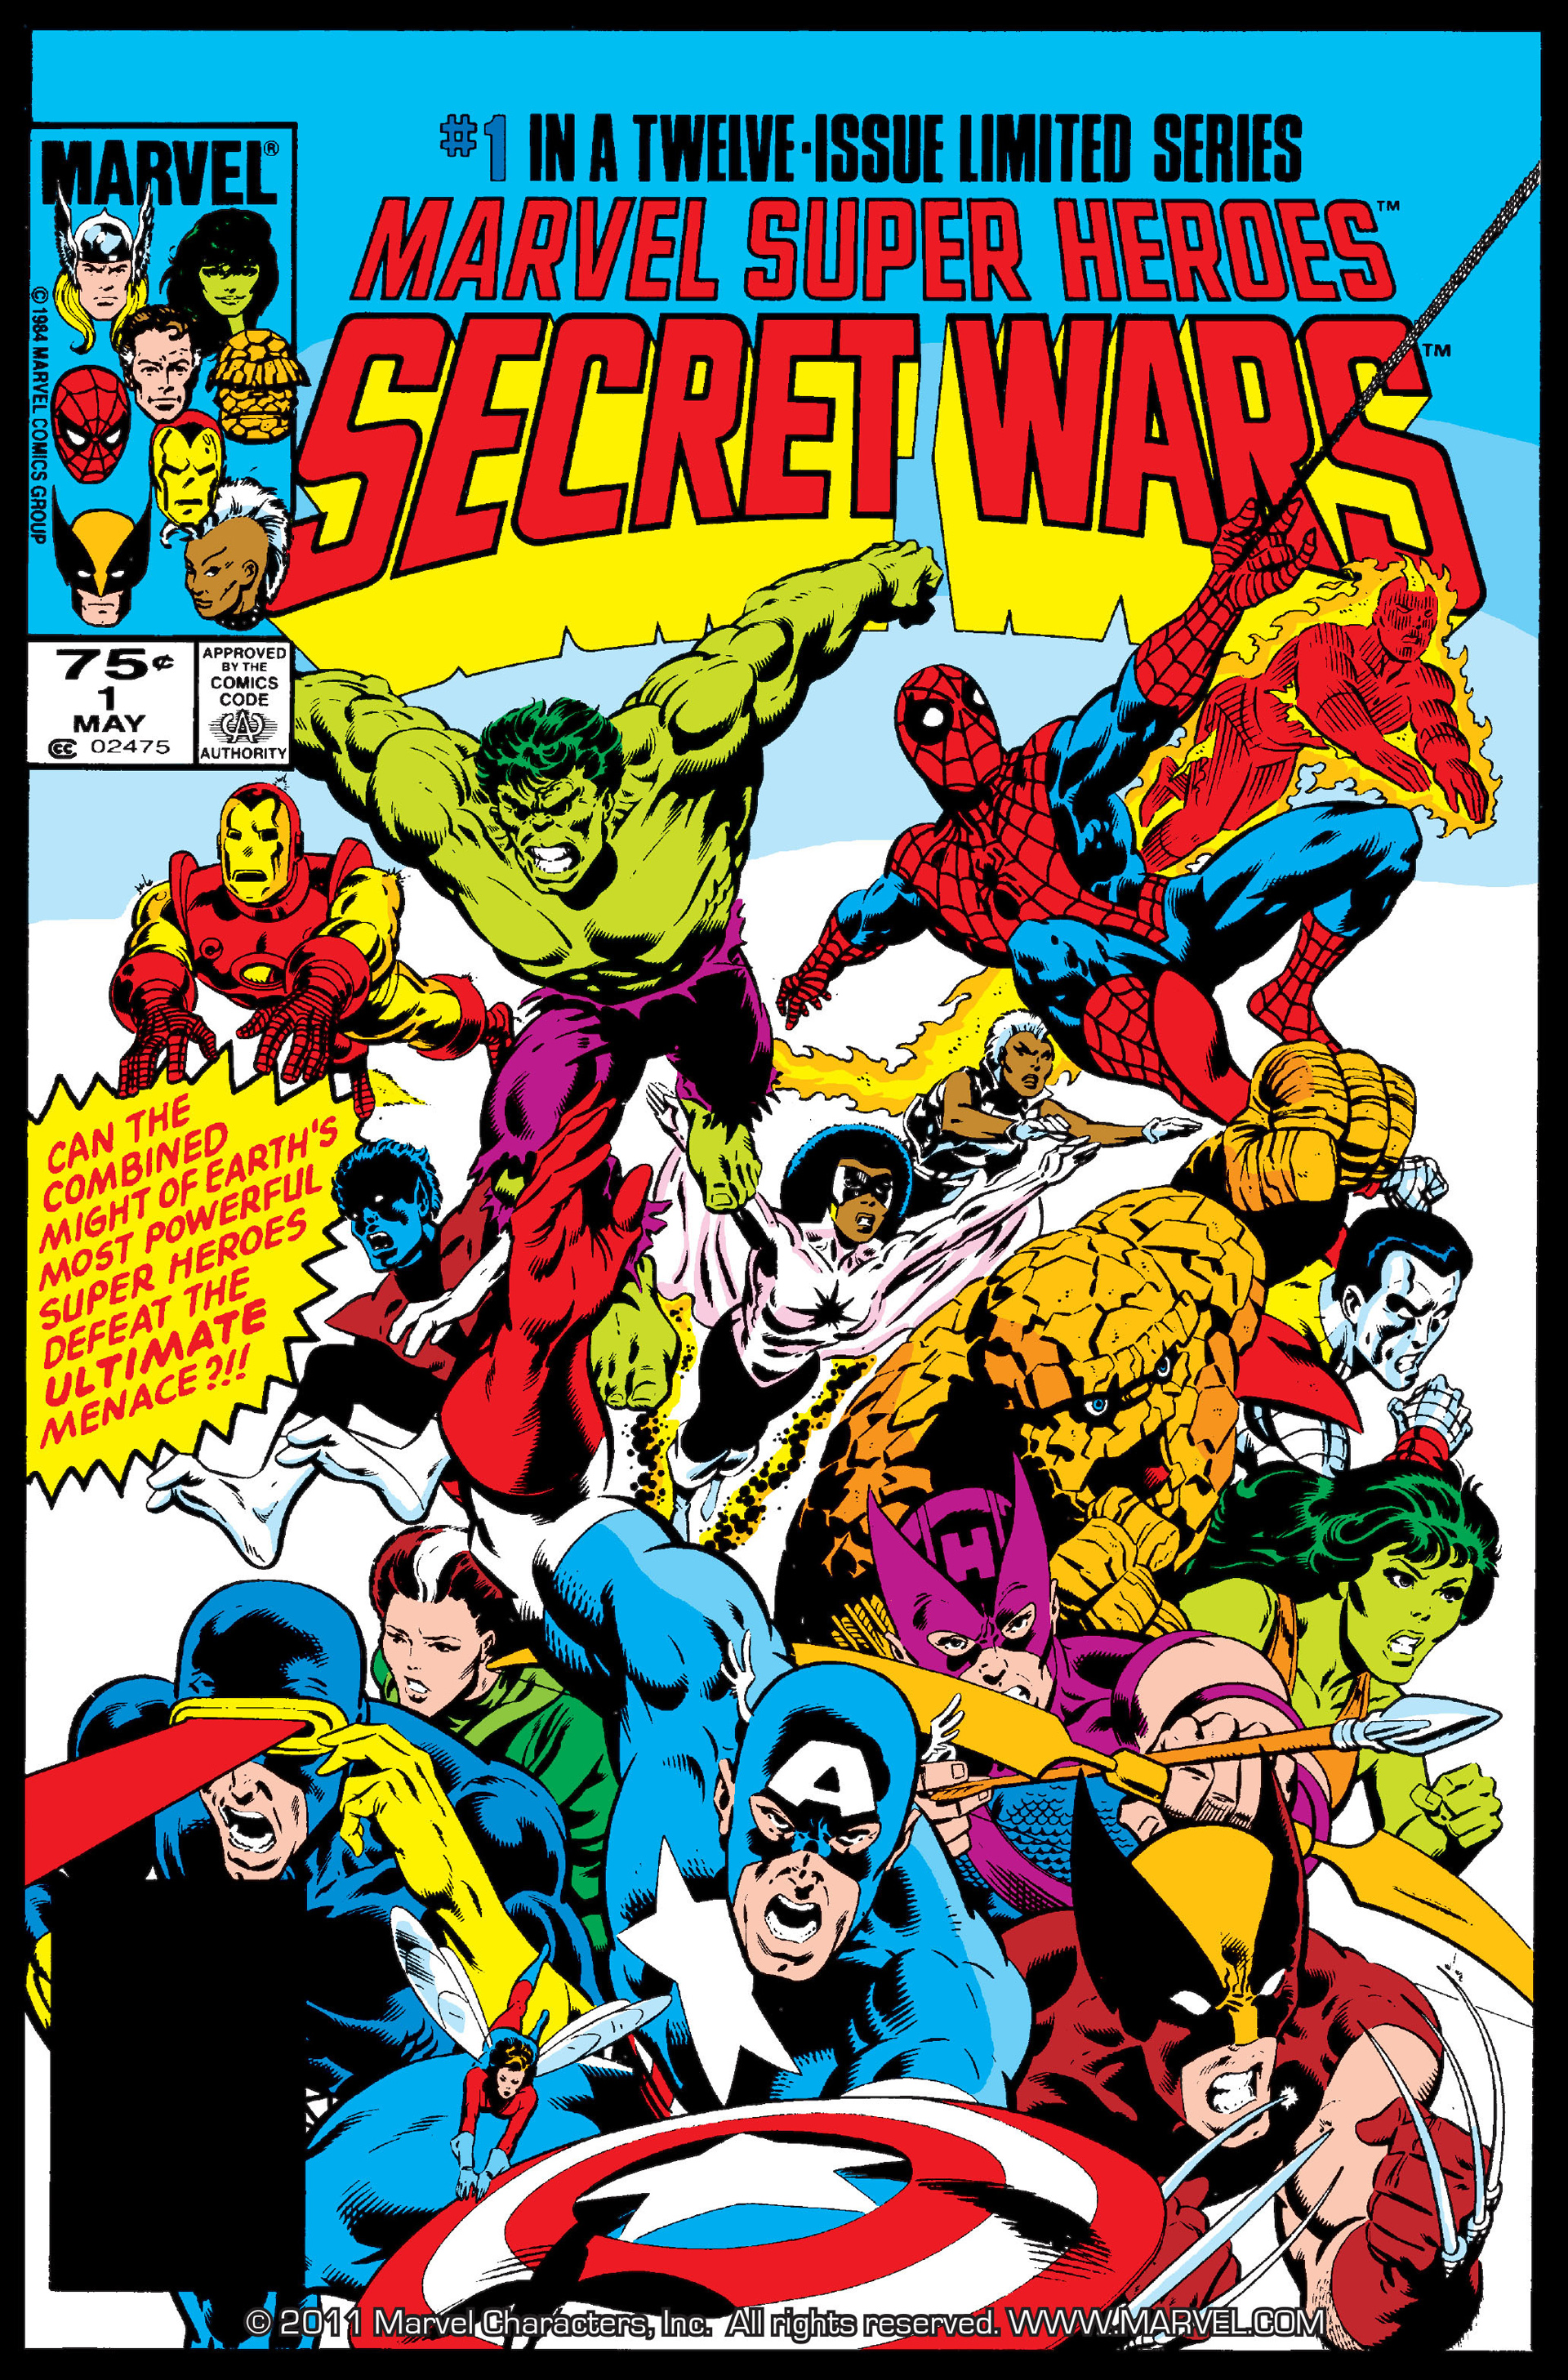 #1 IN A TWELVE·ISSUE LIMITED SERIES
MARVEL SUPER HEROES™
SECRET WARS™
MARVEL®
© 1984 MARVEL COMICS GROUP
75¢
1
MAY
CC 02475
APPROVED
BY THE
COMICS
CODE
A
AUTHORITY
CAN THE
COMBINED
MIGHT OF EARTH'S
MOST POWERFUL
SUPER HEROES
DEFEAT THE
ULTIMATE
MENACE?!!
H
A
© 2011 Marvel Characters, Inc. All rights reserved. WWW.MARVEL.COM